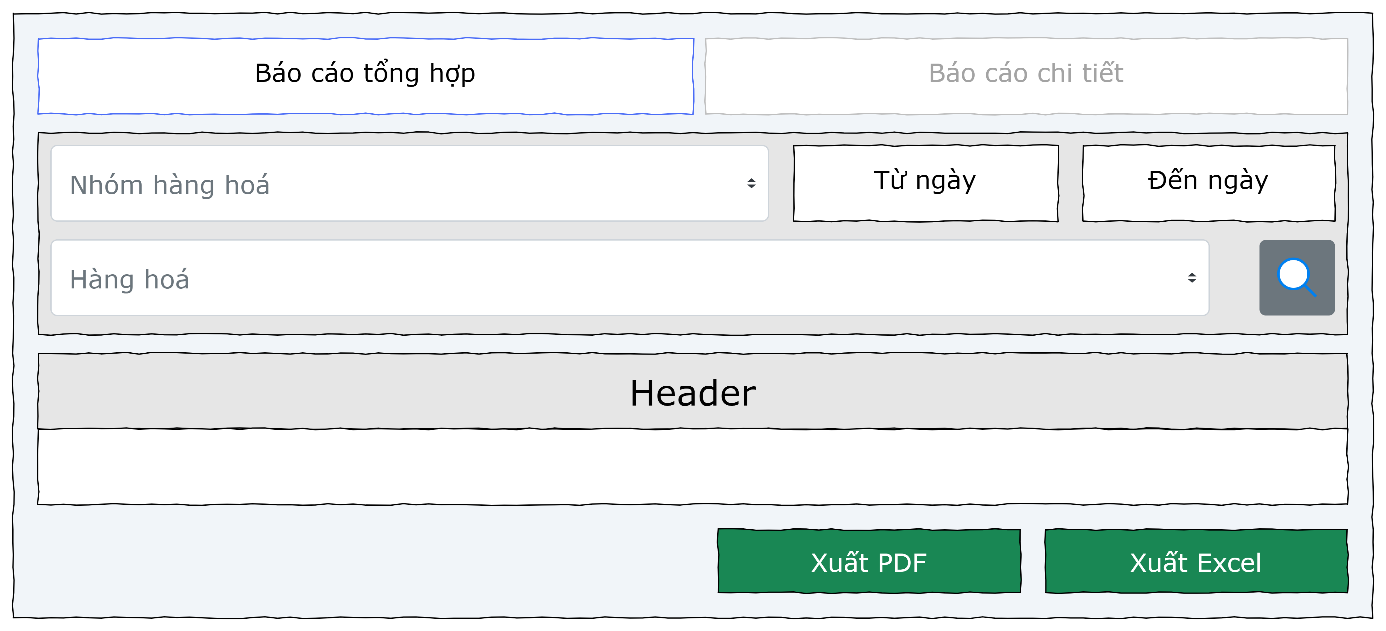 Báo cáo tổng hợp
Báo cáo chi tiết
Nhóm hàng hoá
Từ ngày
Đến ngày
Hàng hoá
Header
Xuất PDF
Xuất Excel